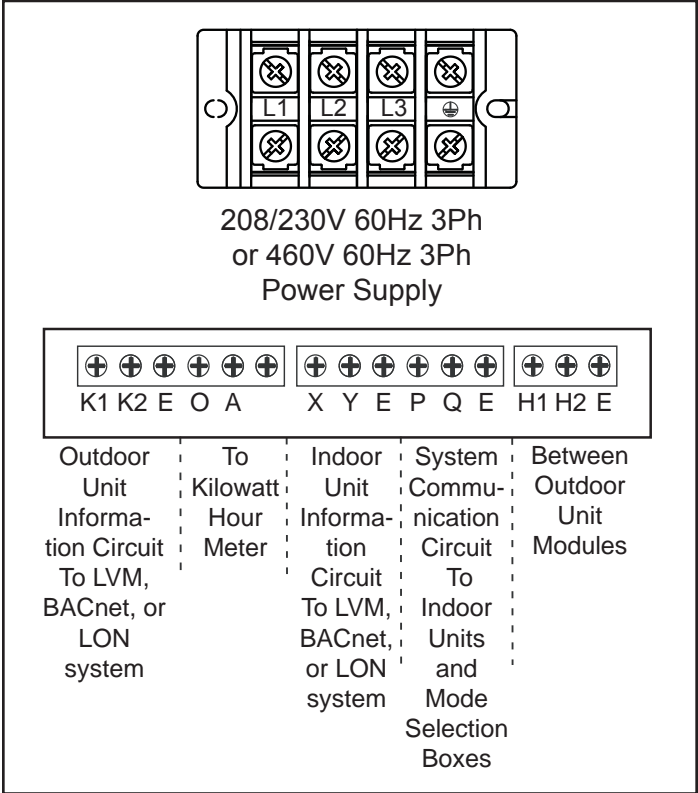 L1 L2 L3
208/230V 60Hz 3Ph
or 460V 60Hz 3Ph
Power Supply
K1 K2 E O A X Y E P Q E H1 H2 E
Outdoor
Unit
Informa-
tion Circuit
To LVM,
BACnet, or
LON
system
To
Kilowatt
Hour
Meter
Indoor
Unit
Informa-
tion
Circuit
To LVM,
BACnet,
or LON
system
System
Commu-
nication
Circuit
To
Indoor
Units
and
Mode
Selection
Boxes
Between
Outdoor
Unit
Modules